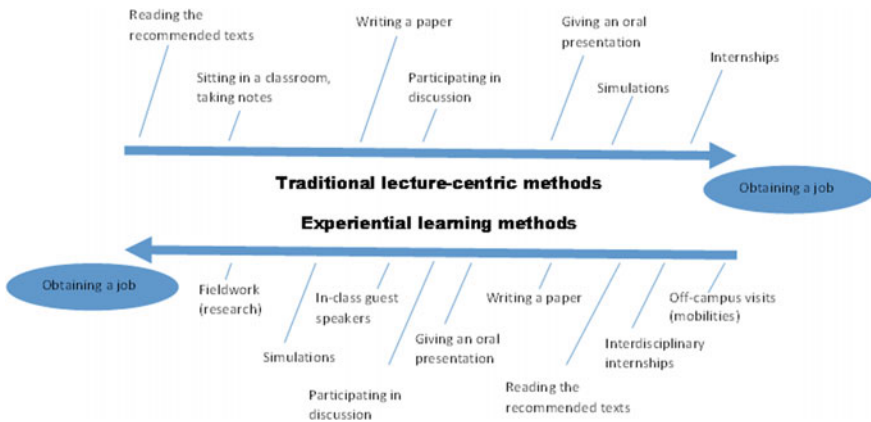 Reading the
recommended texts
Sitting in a classroom,
taking notes
Writing a paper
Participating in
discussion
Giving an oral
presentation
Simulations
Internships
Traditional lecture-centric methods
Obtaining a job
Experiential learning methods
Obtaining a job
Fieldwork
(research)
Simulations
In-class guest
speakers
Participating in
discussion
Giving an oral
presentation
Writing a paper
Reading the
recommended texts
Interdisciplinary
internships
Off-campus visits
(mobilities)